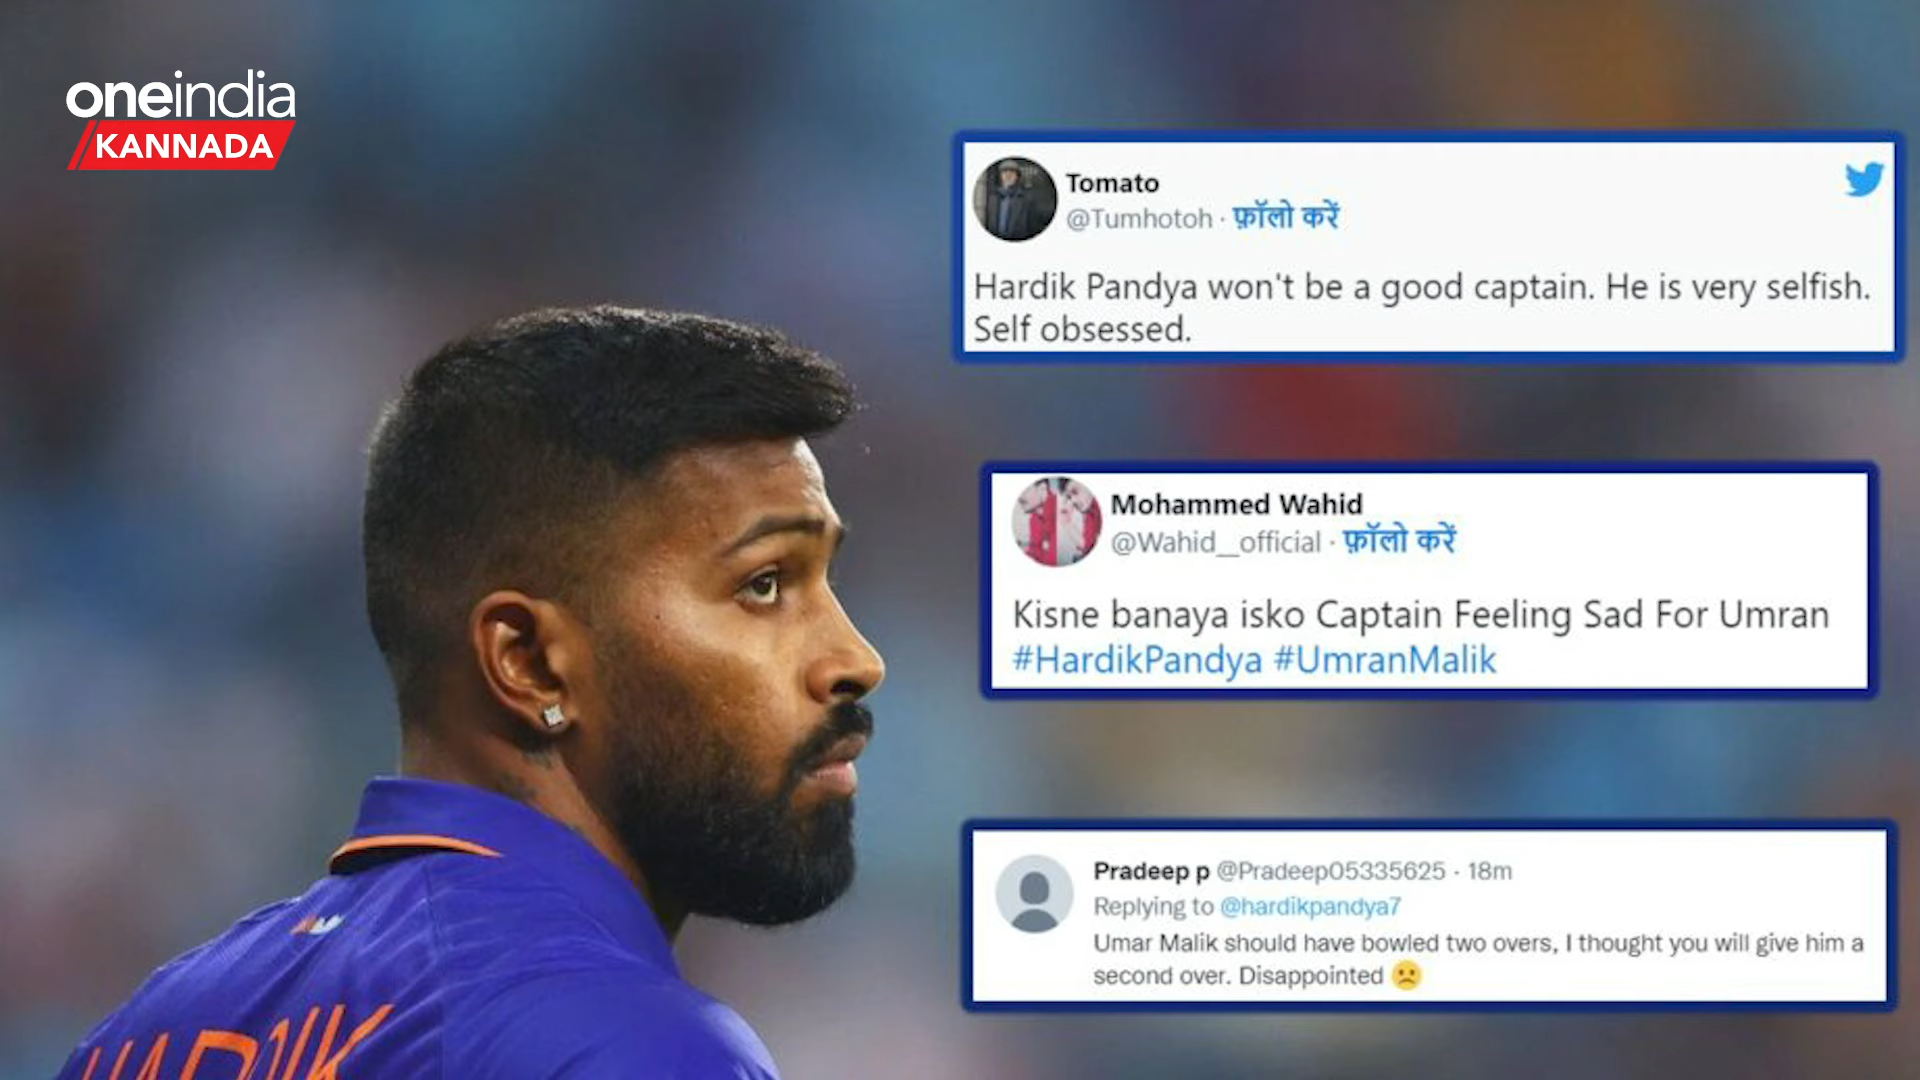 oneindia
KANNADA
Tomato
@Tumhotoh · फ़ॉलो करें
Hardik Pandya won't be a good captain. He is very selfish.
Self obsessed.
Mohammed Wahid
@Wahid__official · फ़ॉलो करें
Kisne banaya isko Captain Feeling Sad For Umran
#HardikPandya #UmranMalik
Pradeep p @Pradeep05335625 · 18m
Replying to @hardikpandya7
Umar Malik should have bowled two overs, I thought you will give him a
second over. Disappointed ☹️
HARDIK